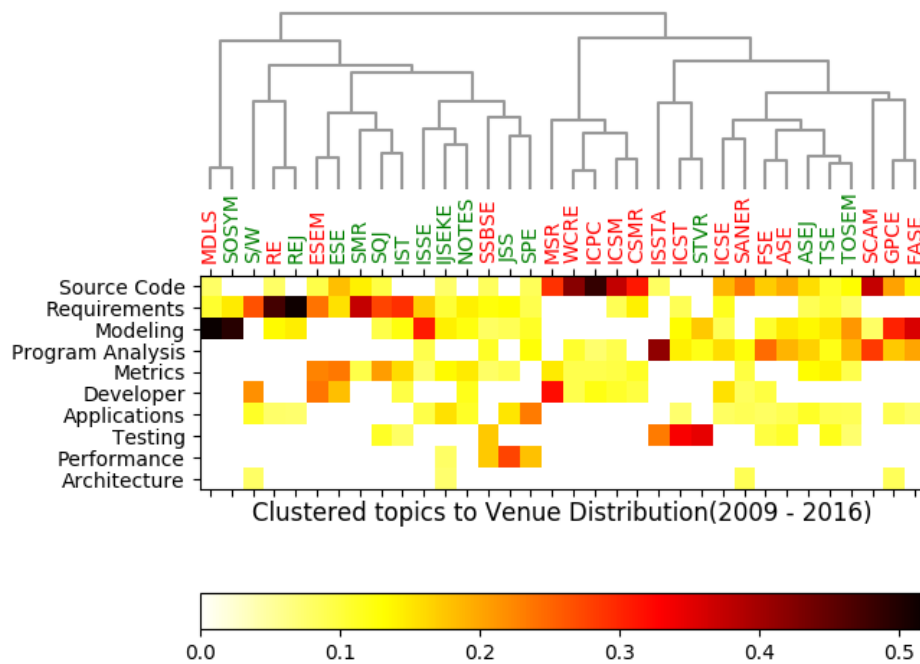 MDLS
SOSYM
S/W
RE
REJ
ESEM
ESE
SMR
SQJ
IST
ISSE
IJSEKE
NOTES
SSBSE
JSS
SPE
MSR
WCRE
ICPC
ICSM
CSMR
ISSTA
ICST
STVR
ICSE
SANER
FSE
ASE
ASEJ
TSE
TOSEM
SCAM
GPCE
FASE
Source Code
Requirements
Modeling
Program Analysis
Metrics
Developer
Applications
Testing
Performance
Architecture
Clustered topics to Venue Distribution(2009 - 2016)
0.0 0.1 0.2 0.3 0.4 0.5